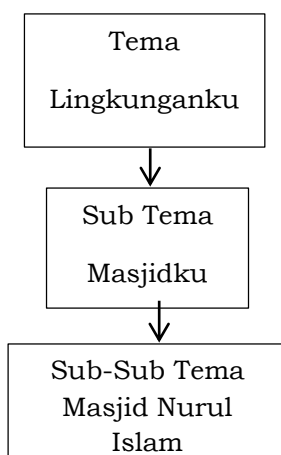 Tema
Lingkunganku
Sub Tema
Masjidku
Sub-Sub Tema
Masjid Nurul
Islam